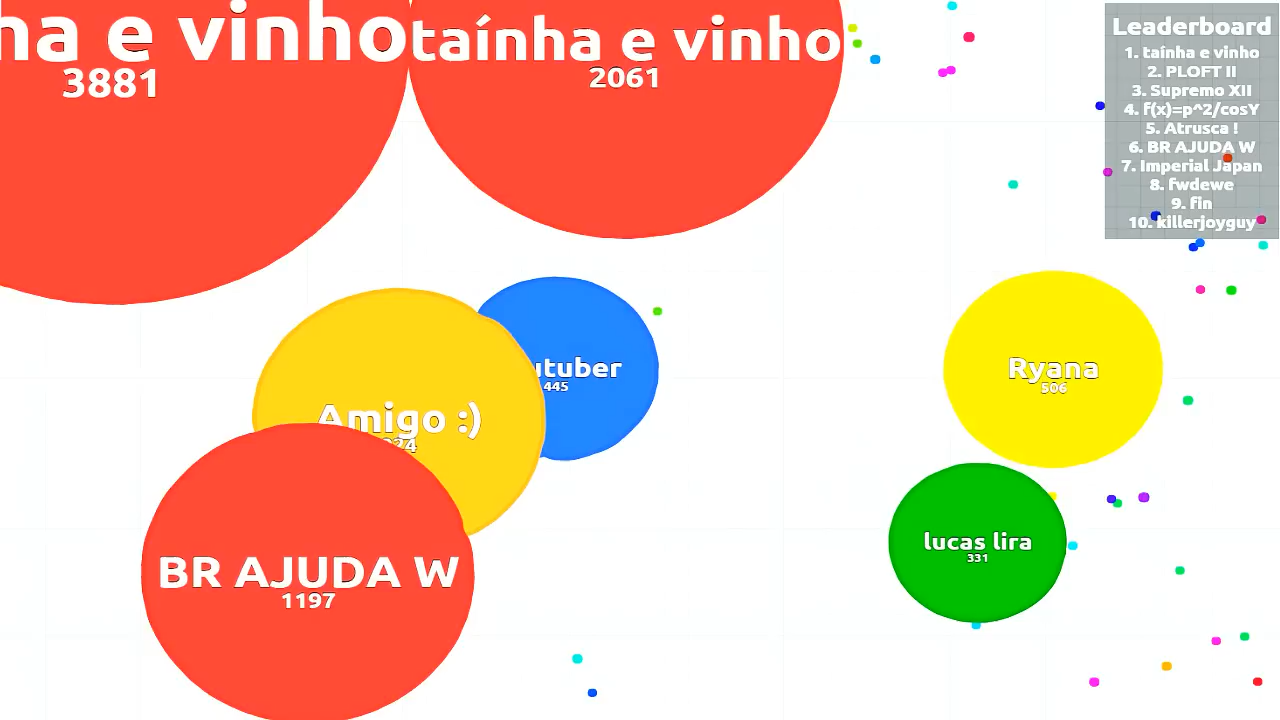 ha e vinho
3881
taínha e vinho
2061
Leaderboard
1. taínha e vinho
2. PLOFT II
3. Supremo XII
4. f(x)=p^2/cosY
5. Atrusca !
6. BR AJUDA W
7. Imperial Japan
8. fwdewe
9. fin
10. killerjoyguy
utuber
445
Ryana
506
Amigo :)
24
BR AJUDA W
1197
lucas lira
331